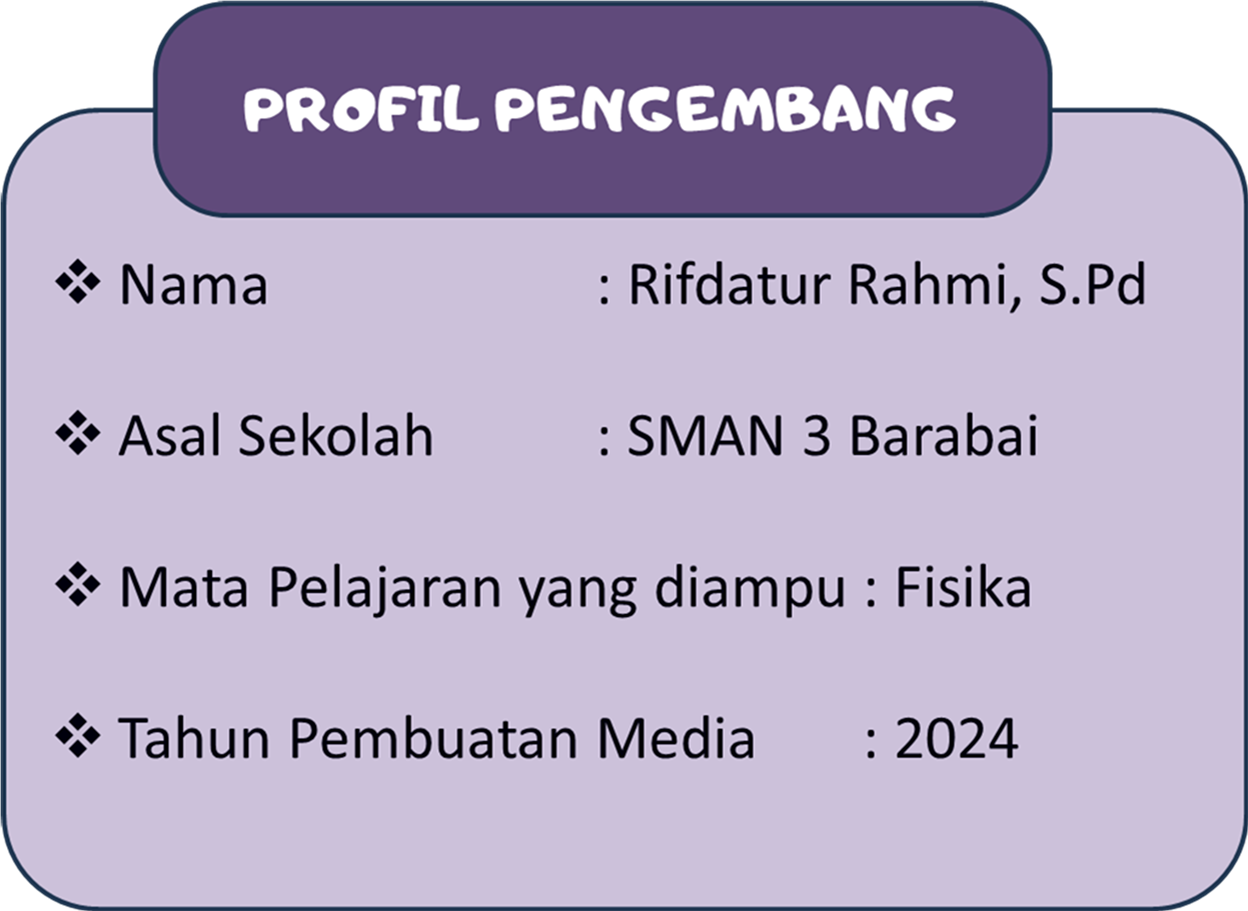 PROFIL PENGEMBANG
❖ Nama : Rifdatur Rahmi, S.Pd
❖ Asal Sekolah : SMAN 3 Barabai
❖ Mata Pelajaran yang diampu : Fisika
❖ Tahun Pembuatan Media : 2024